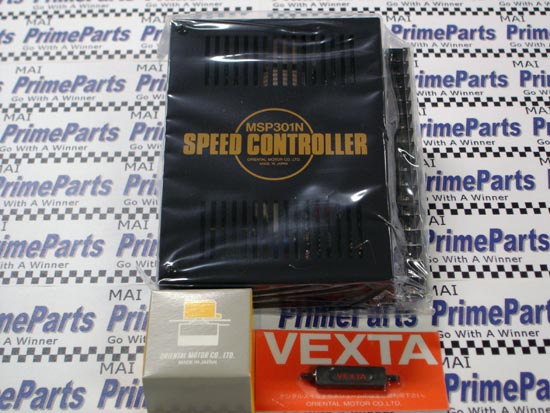 MSP301N
SPEED CONTROLLER
ORIENTAL MOTOR CO. LTD.
MADE IN JAPAN
MAI
PrimeParts
Go With A Winner
ORIENTAL MOTOR CO., LTD.
MADE IN JAPAN
VEXTA
VEXTA
ORIENTAL MOTOR CO., LTD.